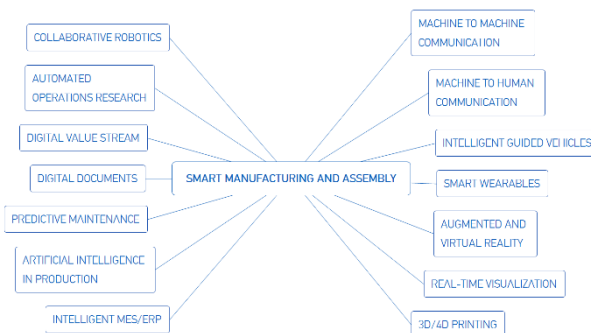 COLLABORATIVE ROBOTICS
AUTOMATED
OPERATIONS RESEARCH
DIGITAL VALUE STREAM
DIGITAL DOCUMENTS
PREDICTIVE MAINTENANCE
ARTIFICIAL INTELLIGENCE
IN PRODUCTION
INTELLIGENT MES/ERP
SMART MANUFACTURING AND ASSEMBLY
MACHINE TO MACHINE
COMMUNICATION
MACHINE TO HUMAN
COMMUNICATION
INTELLIGENT GUIDED VEHICLES
SMART WEARABLES
AUGMENTED AND
VIRTUAL REALITY
REAL-TIME VISUALIZATION
3D/4D PRINTING